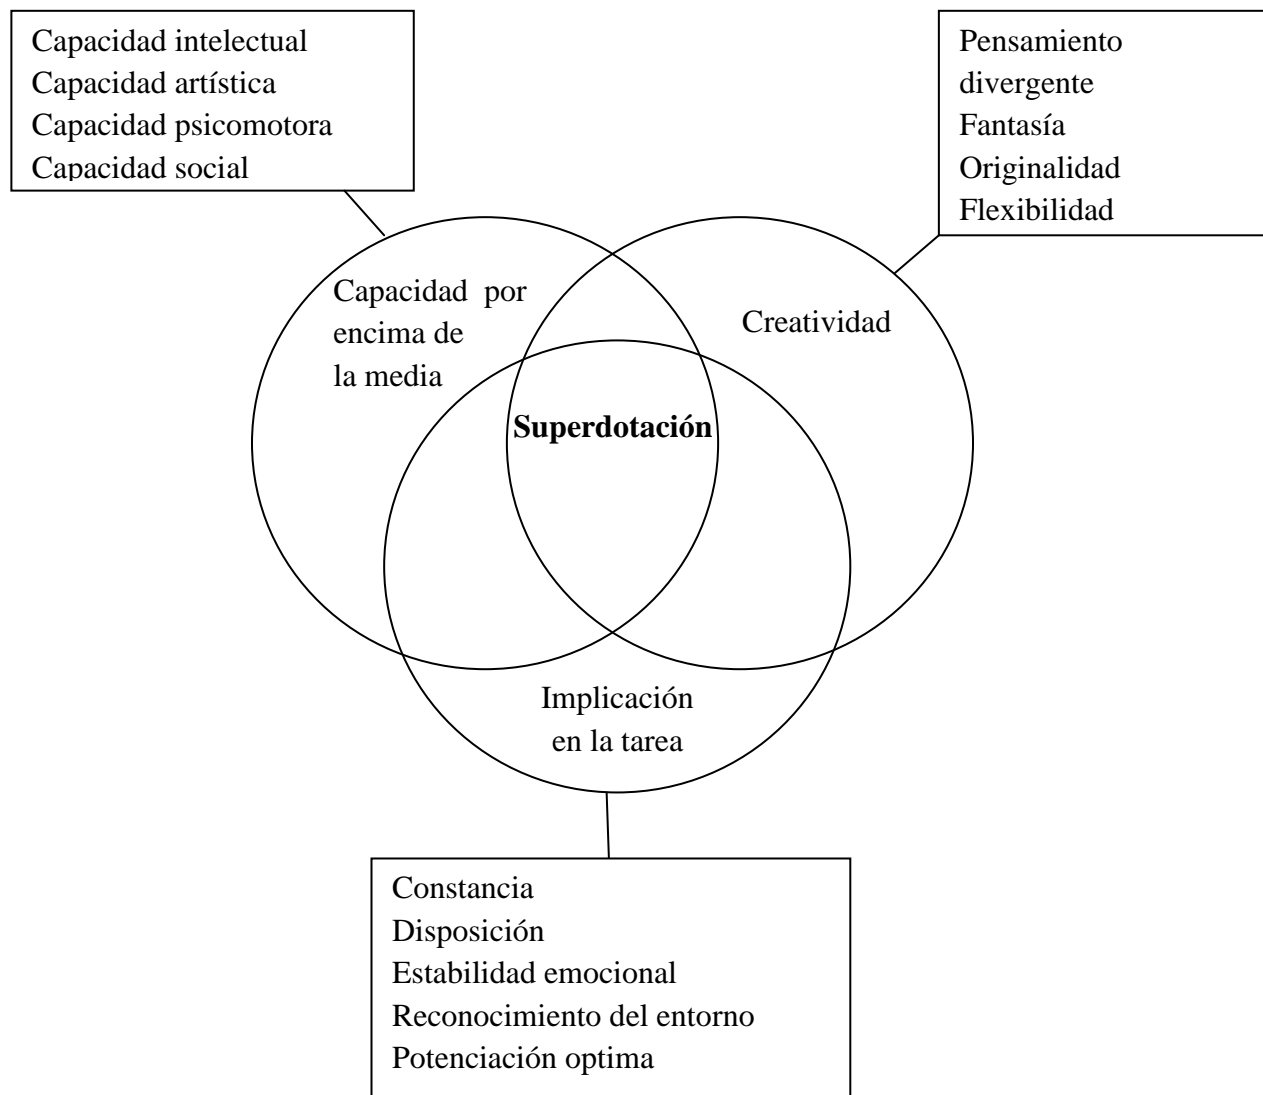 Capacidad intelectual
Capacidad artística
Capacidad psicomotora
Capacidad social
Pensamiento
divergente
Fantasía
Originalidad
Flexibilidad
Capacidad por
encima de
la media
Creatividad
Superdotación
Implicación
en la tarea
Constancia
Disposición
Estabilidad emocional
Reconocimiento del entorno
Potenciación optima